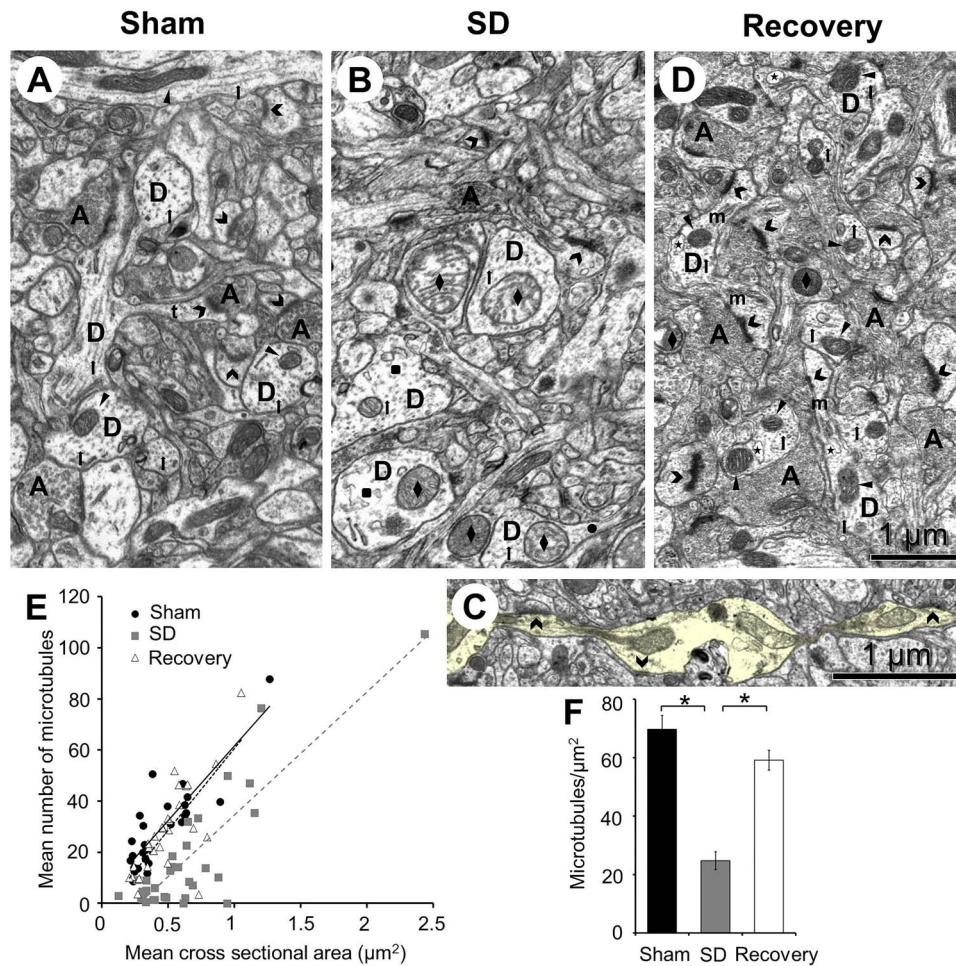 Sham
SD
Recovery
A
B
D
D
A
D
A
t
D
A
D
D
A
A
D
D
D
D
D
A
m
D
m
A
A
m
A
A
D
1 µm
E
120
100
80
60
40
20
0
Mean number of microtubules
Sham
SD
Recovery
0
0.5
1
1.5
2
2.5
Mean cross sectional area (µm²)
C
1 µm
F
80
60
40
20
0
Microtubules/µm²
* *
Sham SD Recovery